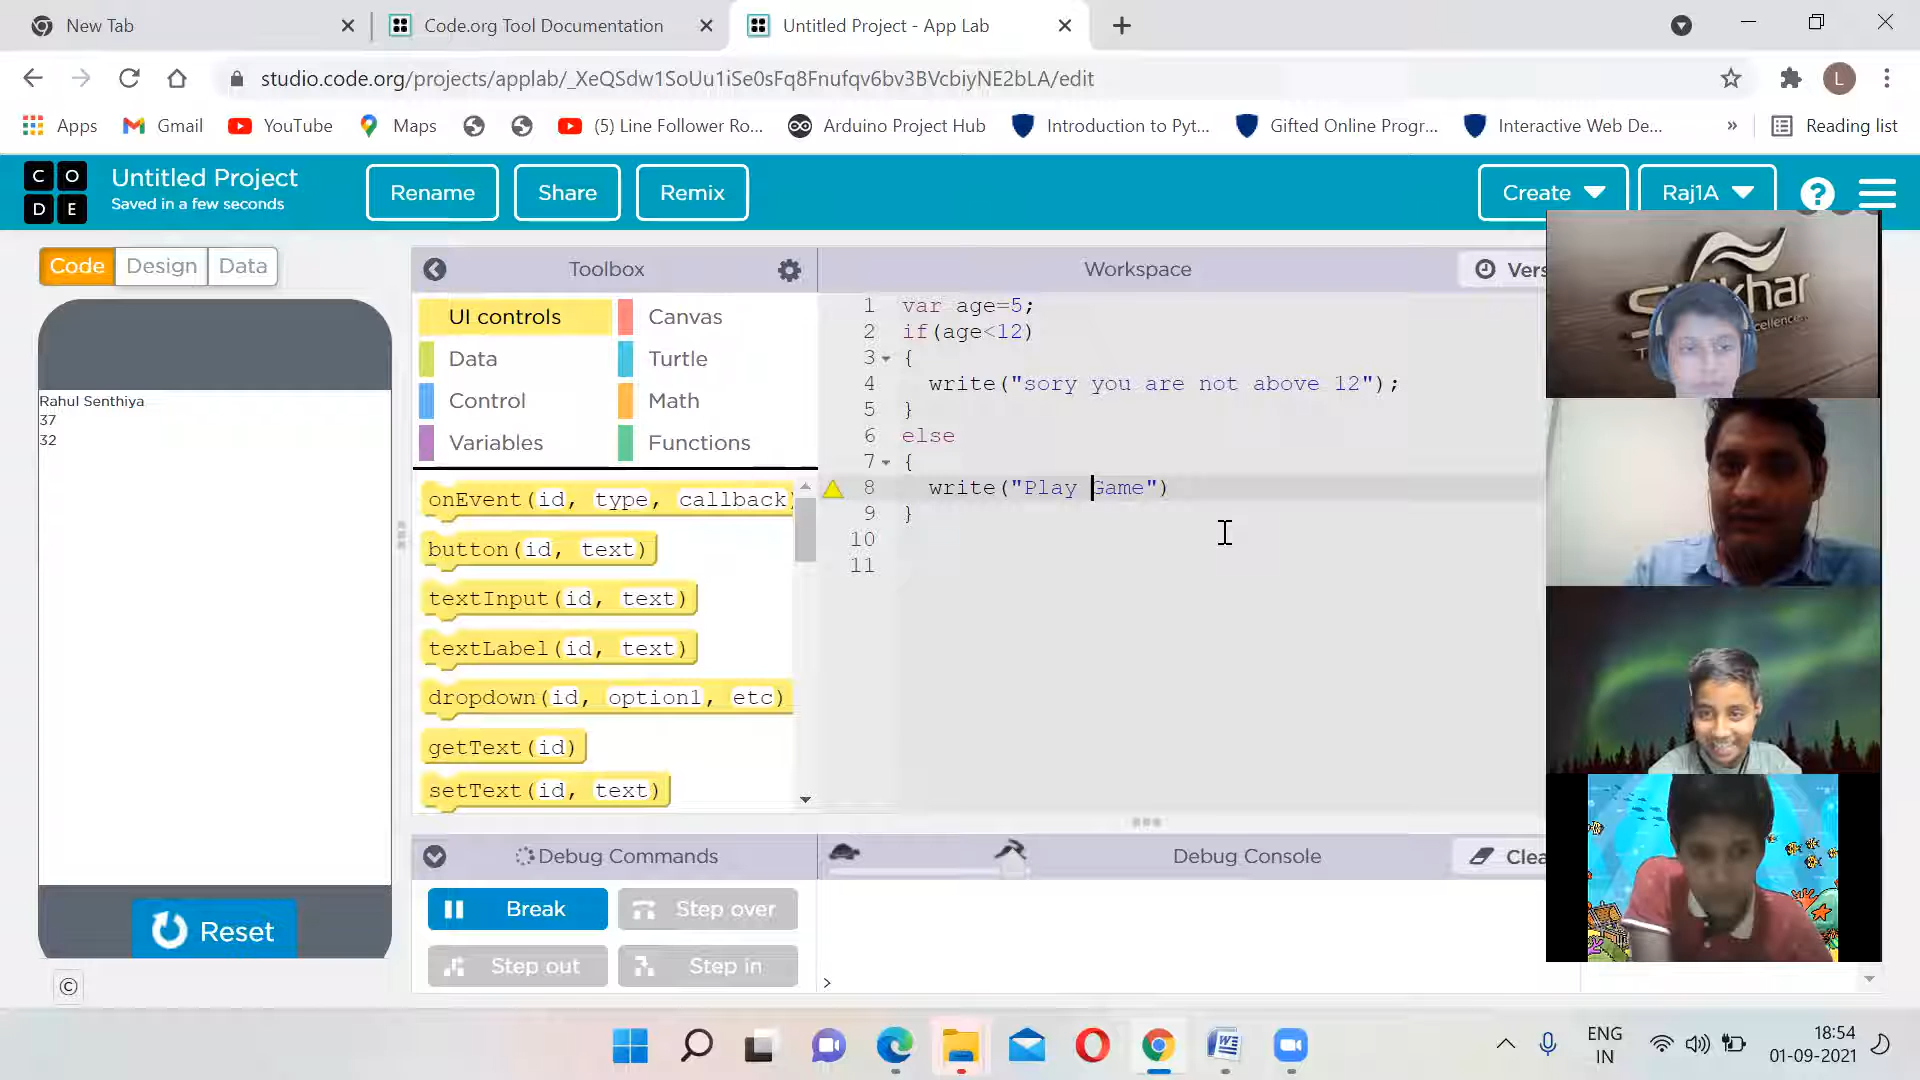 New Tab
Code.org Tool Documentation
Untitled Project - App Lab
studio.code.org/projects/applab/_XeQSdw1SoUu1iSe0sFq8Fnufqv6bv3BVcbiyNE2bLA/edit
L
Apps
Gmail
YouTube
Maps
(5) Line Follower Ro...
Arduino Project Hub
Introduction to Pyt...
Gifted Online Progr...
Interactive Web De...
»
Reading list
CODE
Untitled Project
Saved in a few seconds
Rename
Share
Remix
Create
Raj1A
?
Code
Design
Data
Toolbox
Workspace
Vers
Rahul Senthiya
37
32
UI controls
Canvas
Data
Turtle
Control
Math
Variables
Functions
onEvent(id, type, callback)
button(id, text)
textInput(id, text)
textLabel(id, text)
dropdown(id, option1, etc)
getText(id)
setText(id, text)
1 var age=5;
2 if(age<12)
3 {
4 write("sory you are not above 12");
5 }
6 else
7 {
8 write("Play Game")
9 }
10
11
Reset
Debug Commands
Debug Console
Clea
Break
Step over
Step out
Step in
>
©
ENG
IN
18:54
01-09-2021